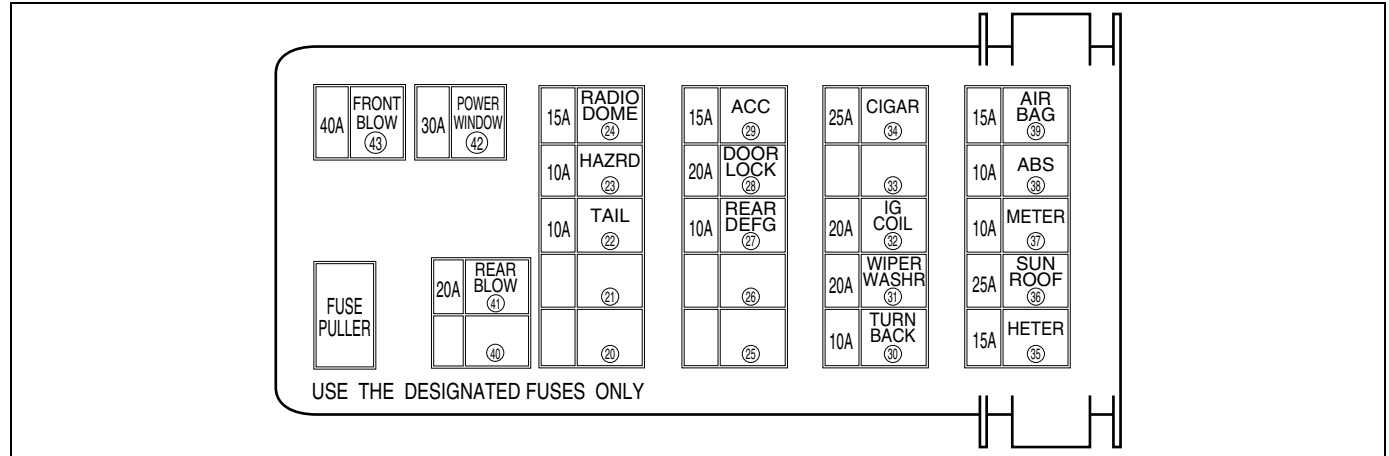 40A
FRONT
BLOW
43
30A
POWER
WINDOW
42
20A
REAR
BLOW
41
40
FUSE
PULLER
15A
RADIO
DOME
24
10A
HAZRD
23
10A
TAIL
22
21
20
15A
ACC
29
20A
DOOR
LOCK
28
10A
REAR
DEFG
27
26
25
25A
CIGAR
34
33
20A
IG
COIL
32
20A
WIPER
WASHR
31
10A
TURN
BACK
30
15A
AIR
BAG
39
10A
ABS
38
10A
METER
37
25A
SUN
ROOF
36
15A
HETER
35
USE THE DESIGNATED FUSES ONLY